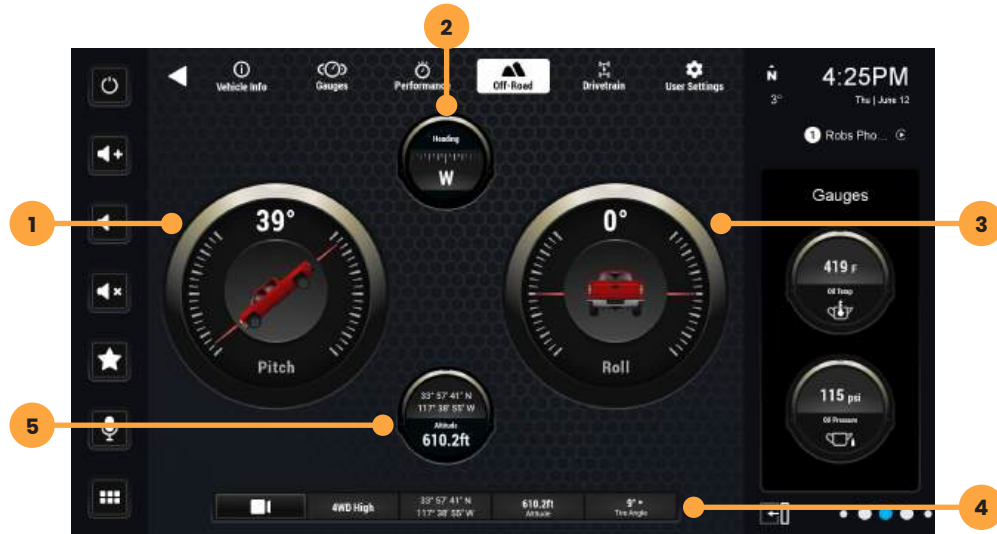 2
Vehicle Info
Gauges
Performance
Off-Road
Drivetrain
User Settings
N
3°
4:25PM
Thu | June 12
1 Robs Pho...
Heading
W
1
39°
Pitch
0°
Roll
3
Gauges
419 F
Oil Temp
115 psi
Oil Pressure
5
33° 57' 41" N
117° 38' 55" W
Altitude
610.2ft
4WD High
33° 57' 41" N
117° 38' 55" W
610.2ft
Altitude
9°
Tire Angle
4